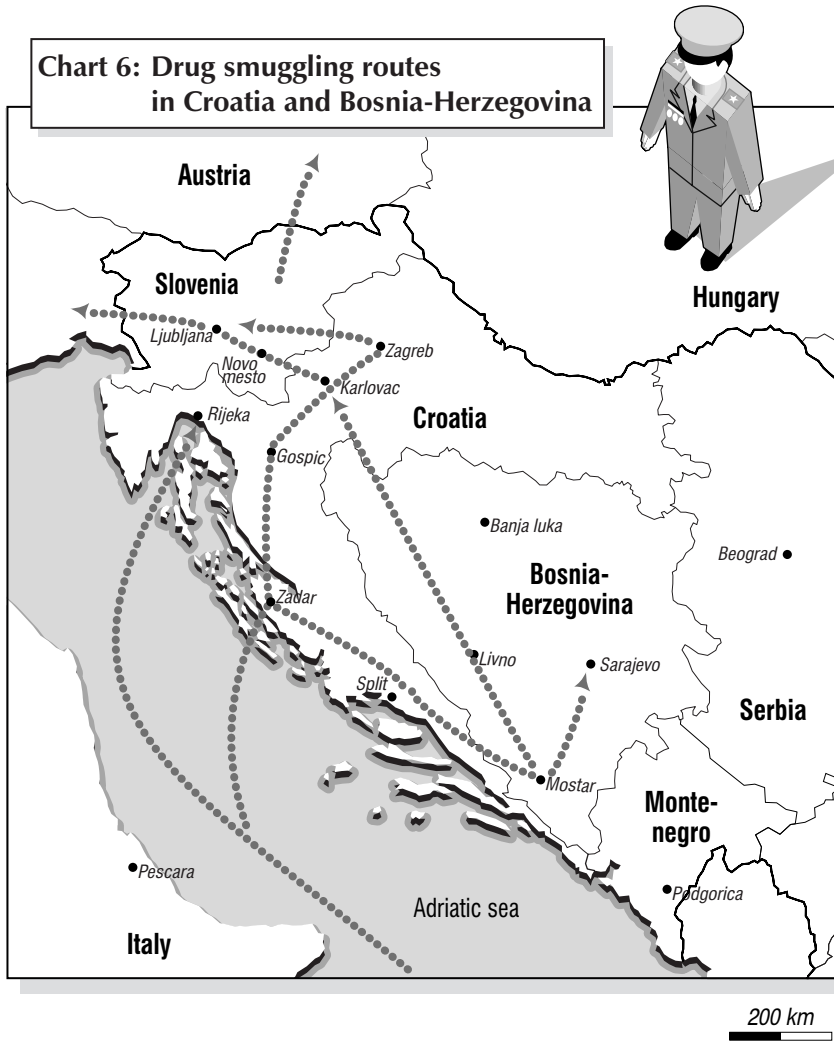 Chart 6: Drug smuggling routes
in Croatia and Bosnia-Herzegovina
Austria
Slovenia
Hungary
Ljubljana
Zagreb
Novo
mesto
Karlovac
Rijeka
Croatia
Gospic
Banja luka
Beograd
Bosnia-
Herzegovina
Zadar
Livno
Sarajevo
Split
Serbia
Mostar
Monte-
negro
Pescara
Podgorica
Adriatic sea
Italy
200 km